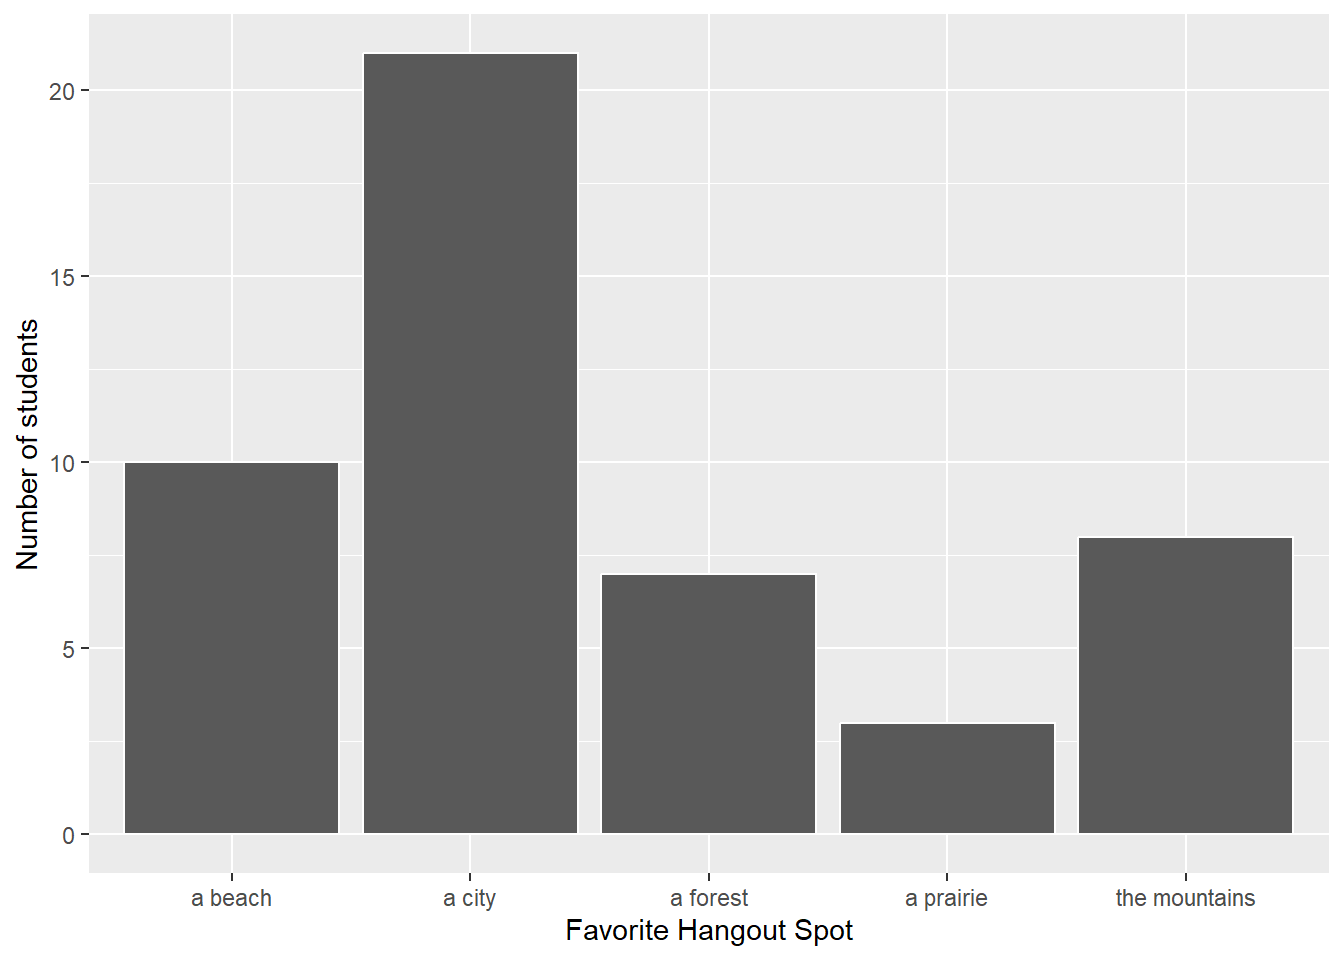 Number of students
20
15
10
5
0
a beach
a city
a forest
a prairie
the mountains
Favorite Hangout Spot